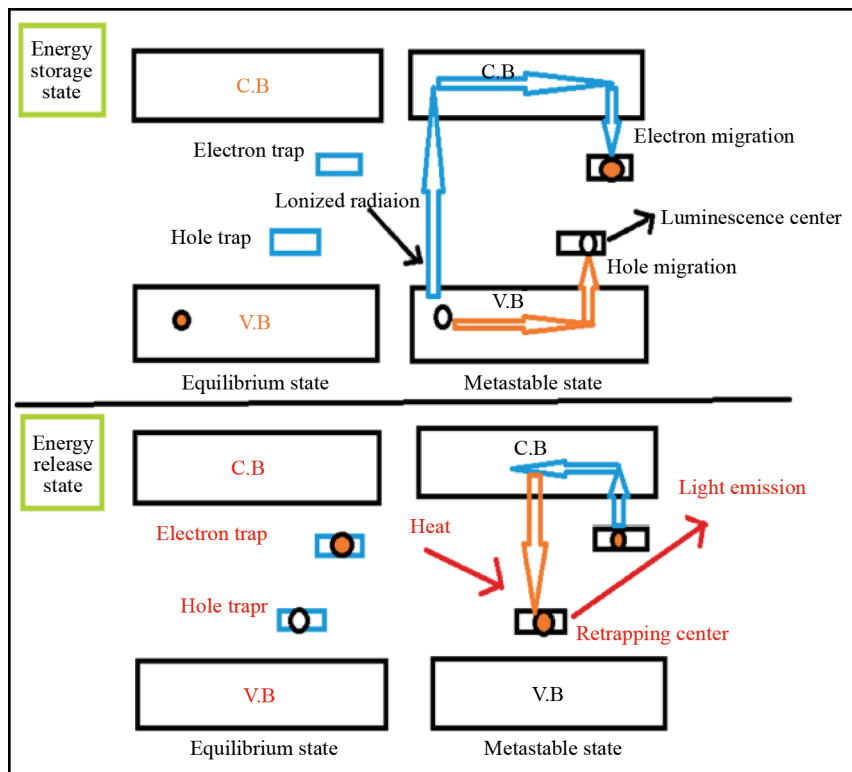 Energy
storage
state
C.B
C.B
Electron trap
Electron migration
Lonized radiaion
Hole trap
Luminescence center
Hole migration
V.B
V.B
Equilibrium state
Metastable state
Energy
release
state
C.B
C.B
Light emission
Electron trap
Heat
Hole trapr
Retrapping center
V.B
V.B
Equilibrium state
Metastable state